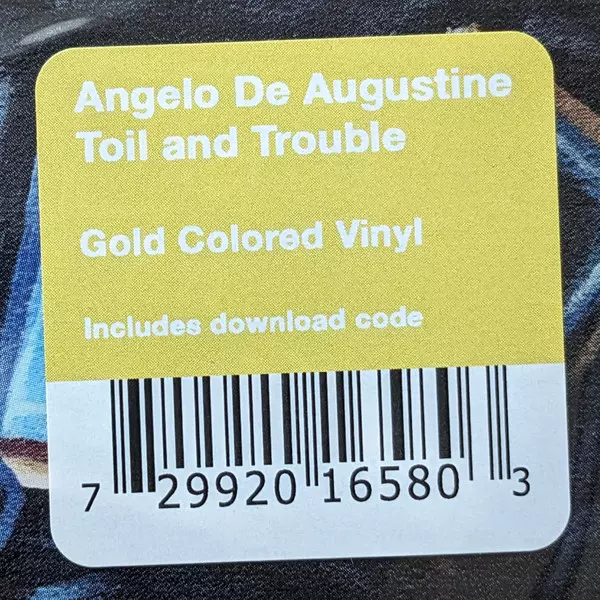 Angelo De Augustine
Toil and Trouble
Gold Colored Vinyl
Includes download code
7 29920 16580 3